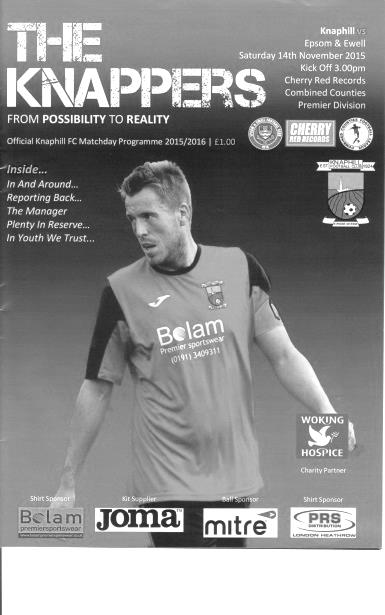 THE
KNAPPERS
FROM POSSIBILITY TO REALITY
Knaphill vs
Epsom & Ewell
Saturday 14th November 2015
Kick Off 3.00pm
Cherry Red Records
Combined Counties
Premier Division
Official Knaphill FC Matchday Programme 2015/2016 | £1.00
CHERRY
RED RECORDS
KNAPHILL
Inside...
In And Around...
Reporting Back...
The Manager
Plenty In Reserve...
In Youth We Trust...
Bolam
Premier sportswear
(0191) 3409311
WOKING
HOSPICE
Charity Partner
Shirt Sponsor
Kit Supplier
Ball Sponsor
Shirt Sponsor
Bolam
premiersportswear
JOMA
mitre
PRS
DISTRIBUTION
LONDON HEATHROW